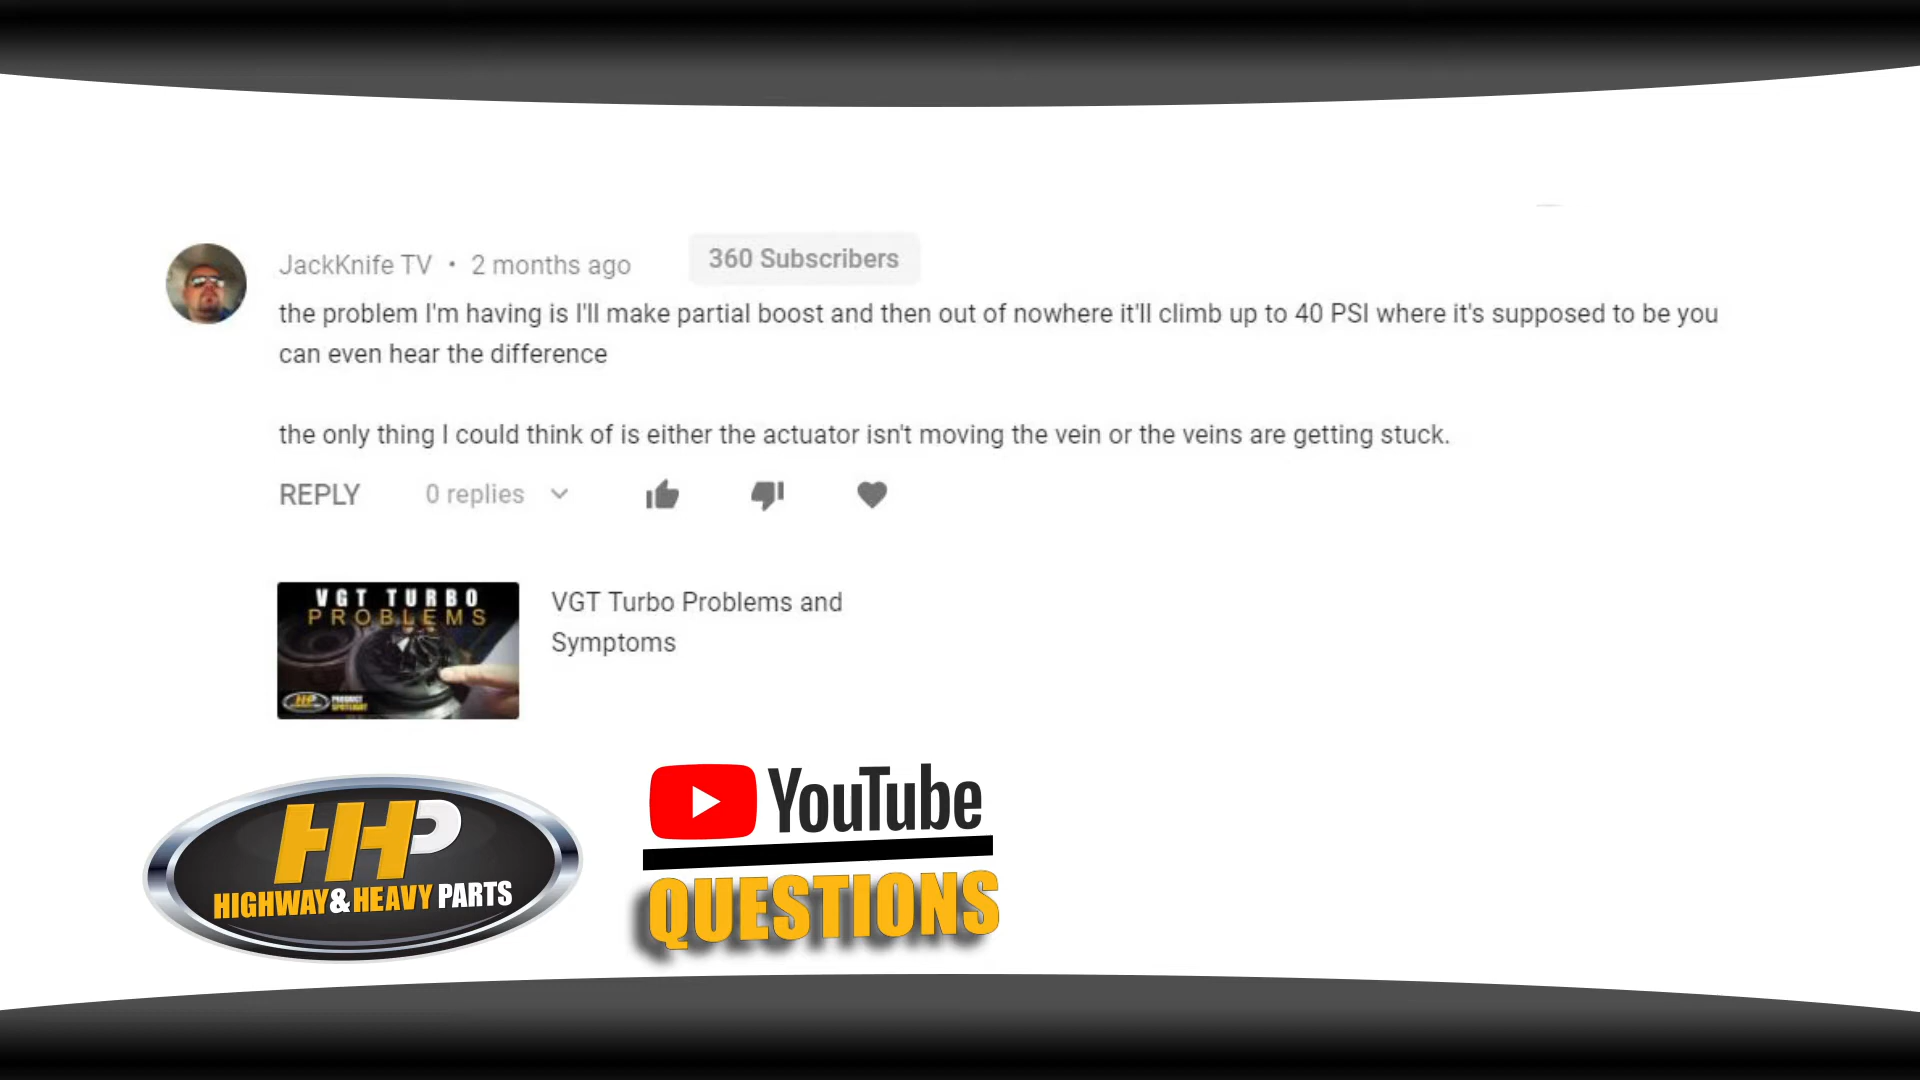 JackKnife TV • 2 months ago 360 Subscribers
the problem I'm having is I'll make partial boost and then out of nowhere it'll climb up to 40 PSI where it's supposed to be you
can even hear the difference
the only thing I could think of is either the actuator isn't moving the vein or the veins are getting stuck.
REPLY 0 replies
VGT TURBO
PROBLEMS
HP
PRODUCT
SPOTLIGHT
VGT Turbo Problems and
Symptoms
HHP
HIGHWAY&HEAVY PARTS
YouTube
QUESTIONS